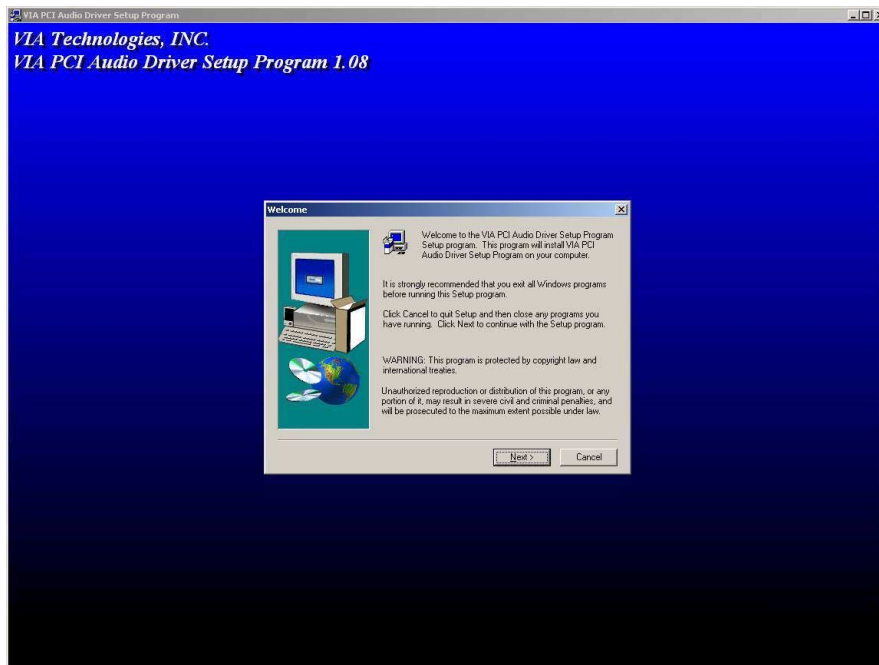 VIA PCI Audio Driver Setup Program
VIA Technologies, INC.
VIA PCI Audio Driver Setup Program 1.08
Welcome
Welcome to the VIA PCI Audio Driver Setup Program
Setup program. This program will install VIA PCI
Audio Driver Setup Program on your computer.
It is strongly recommended that you exit all Windows programs
before running this Setup program.
Click Cancel to quit Setup and then close any programs you
have running. Click Next to continue with the Setup program.
WARNING: This program is protected by copyright law and
international treaties.
Unauthorized reproduction or distribution of this program, or any
portion of it, may result in severe civil and criminal penalties, and
will be prosecuted to the maximum extent possible under law.
Next >
Cancel